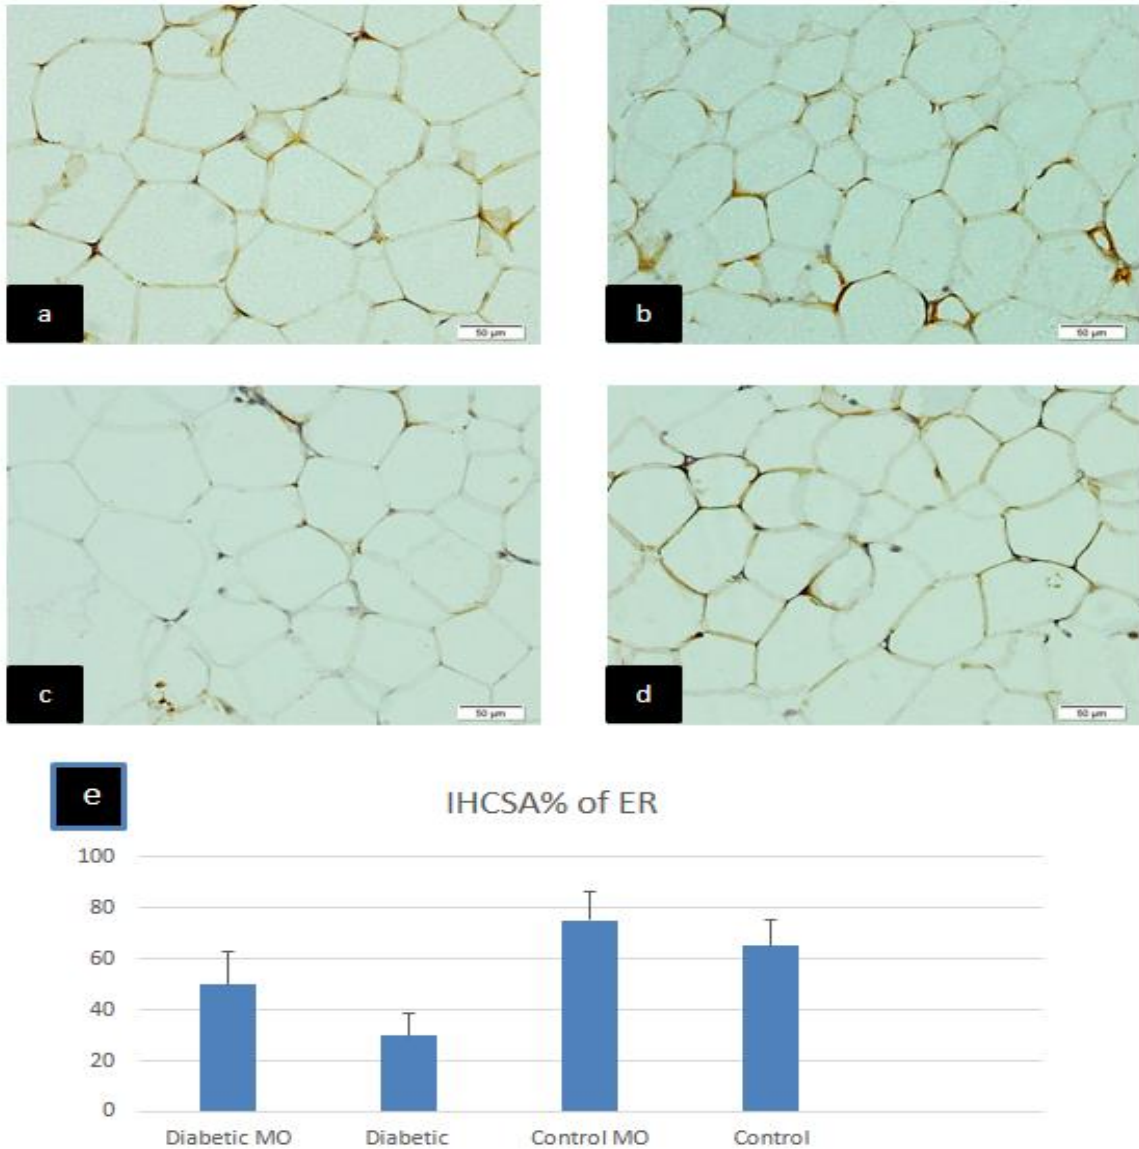 a
50 µm
b
50 µm
c
50 µm
d
50 µm
e
IHCSA% of ER
100
80
60
40
20
0
Diabetic MO
Diabetic
Control MO
Control